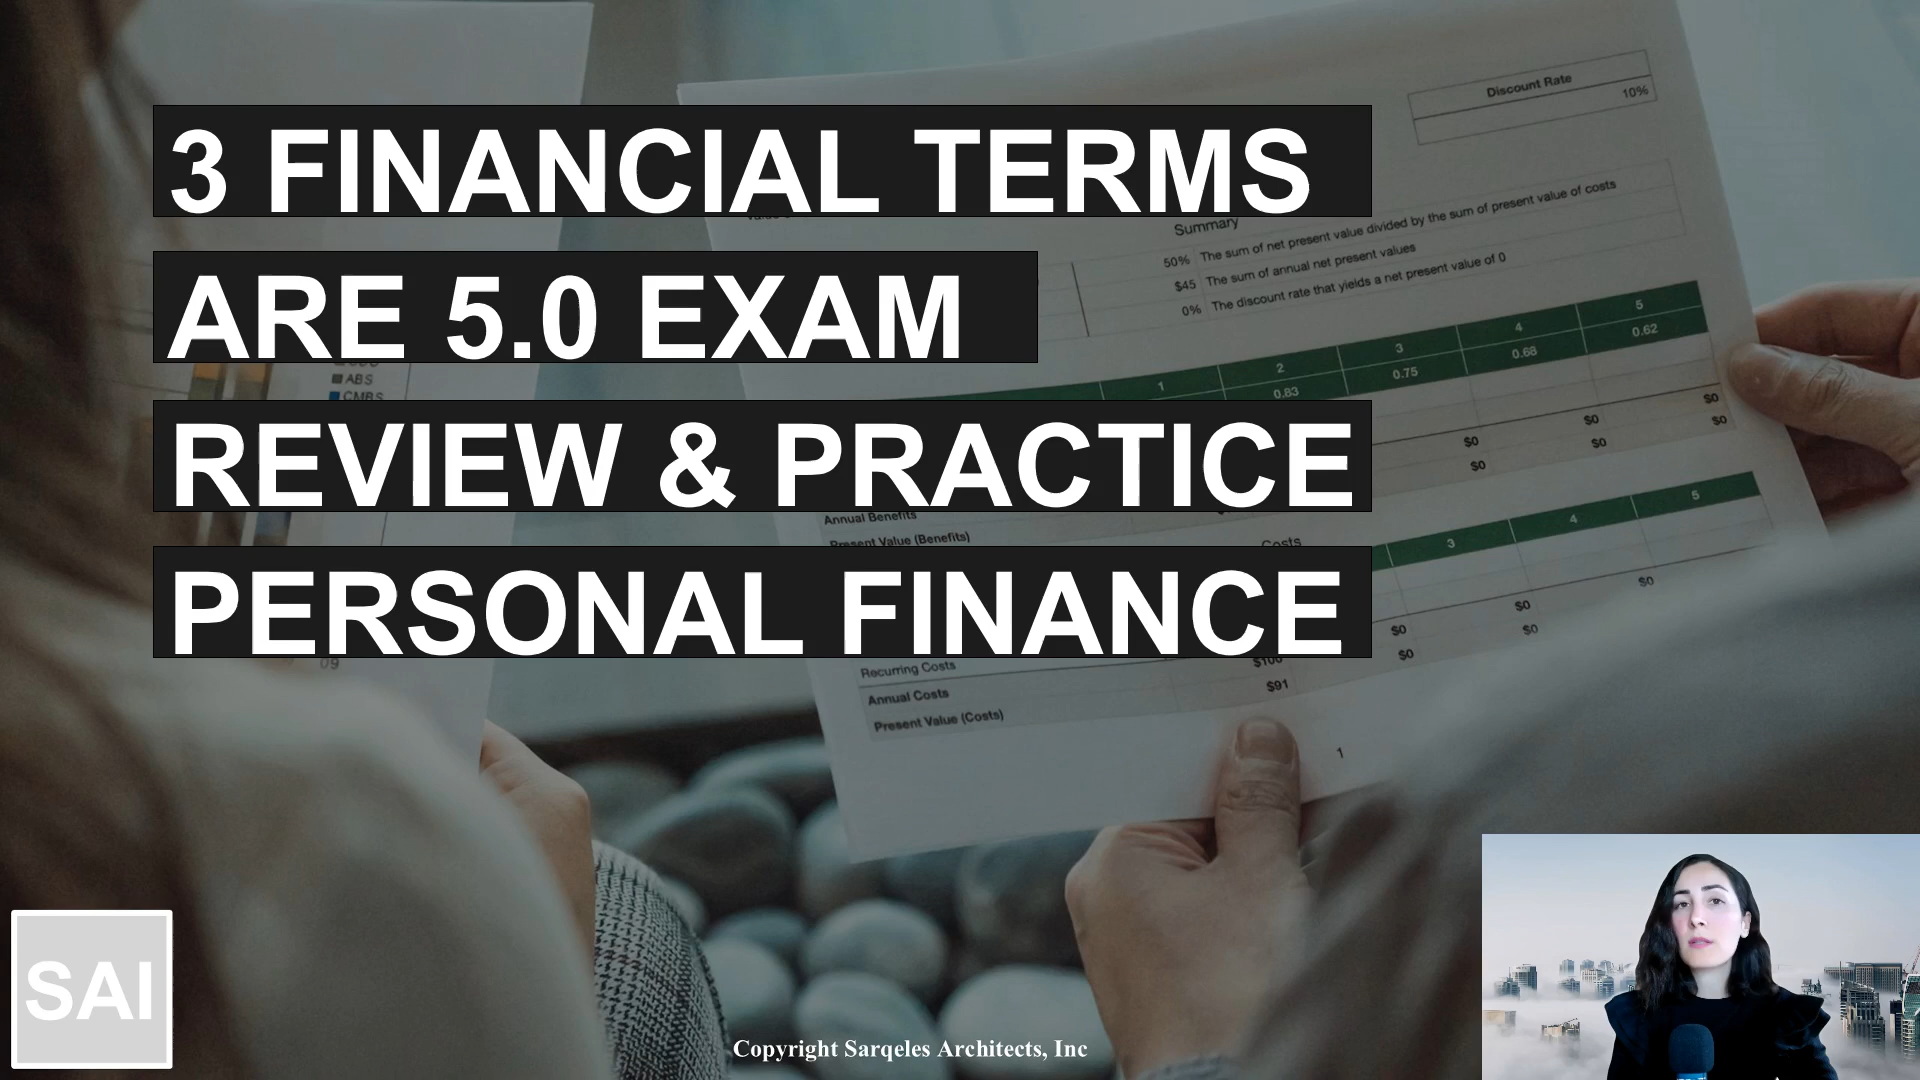 3 FINANCIAL TERMS
ARE 5.0 EXAM
REVIEW & PRACTICE
PERSONAL FINANCE
Discount Rate
10%
Summary
50% The sum of net present value divided by the sum of present value of costs
$45 The sum of annual net present values
0% The discount rate that yields a net present value of 0
1 2 3 4 5
0.83 0.75 0.68 0.62
$0 $0 $0
$0 $0 $0
ABS
CMBS
Annual Benefits
Present Value (Benefits)
Costs
3 4 5
$0
$0 $0
$0 $0
09
Recurring Costs $100
Annual Costs $91
Present Value (Costs)
1
SAI
Copyright Sarqeles Architects, Inc